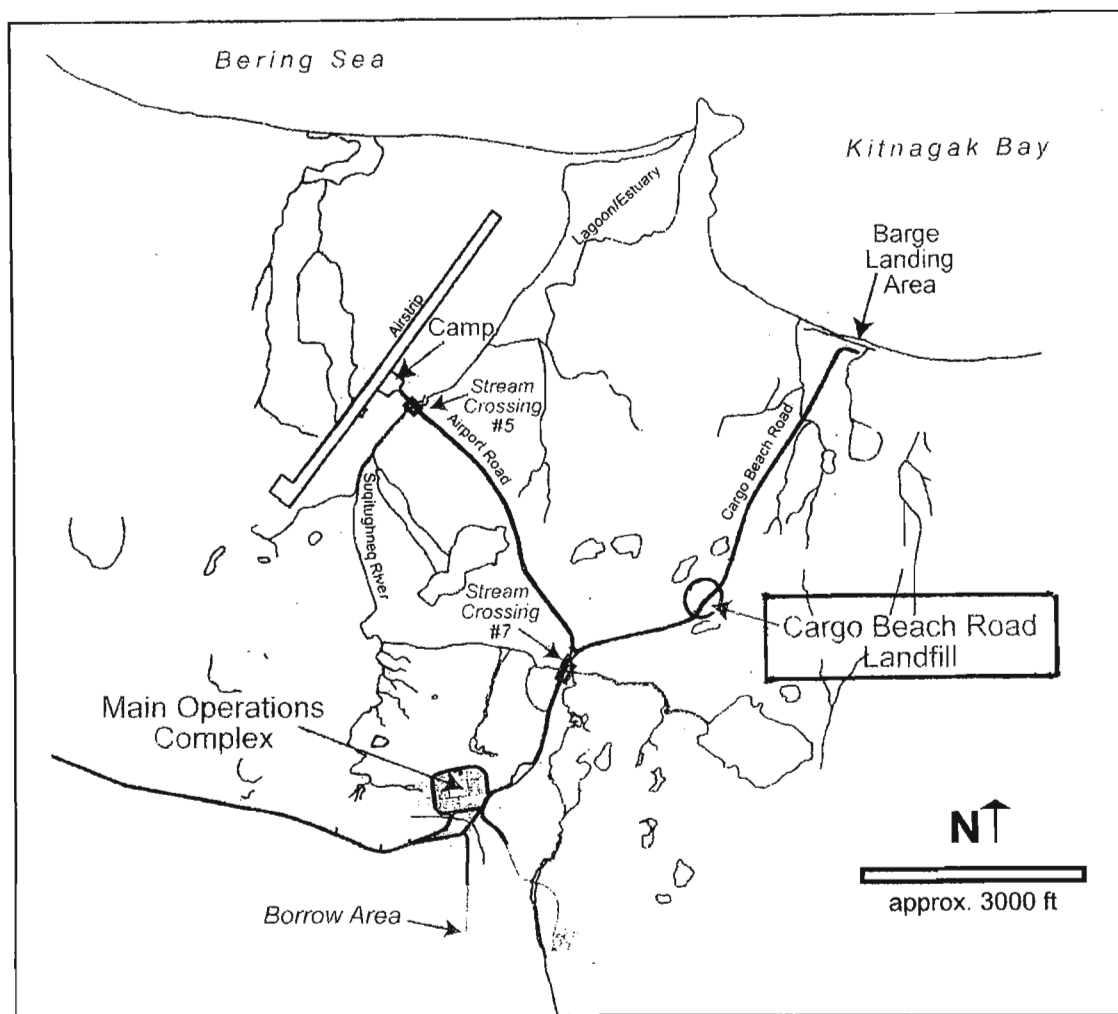 Bering Sea
Kitnagak Bay
Lagoon/Estuary
Barge
Landing
Area
Airstrip
Camp
Stream
Crossing
#5
Airport Road
Cargo Beach Road
Suqitughneq River
Stream
Crossing
#7
Cargo Beach Road
Landfill
Main Operations
Complex
N
approx. 3000 ft
Borrow Area